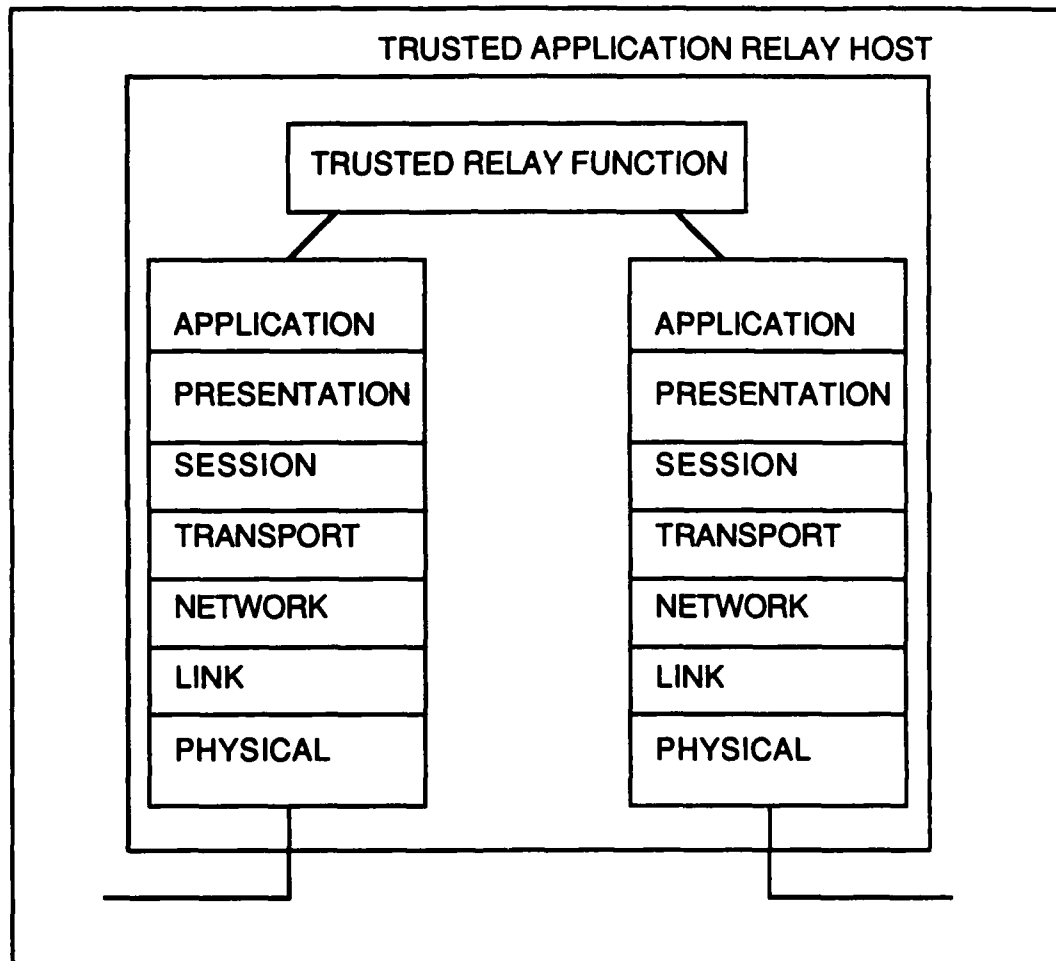 TRUSTED APPLICATION RELAY HOST
TRUSTED RELAY FUNCTION
APPLICATION
PRESENTATION
SESSION
TRANSPORT
NETWORK
LINK
PHYSICAL
APPLICATION
PRESENTATION
SESSION
TRANSPORT
NETWORK
LINK
PHYSICAL